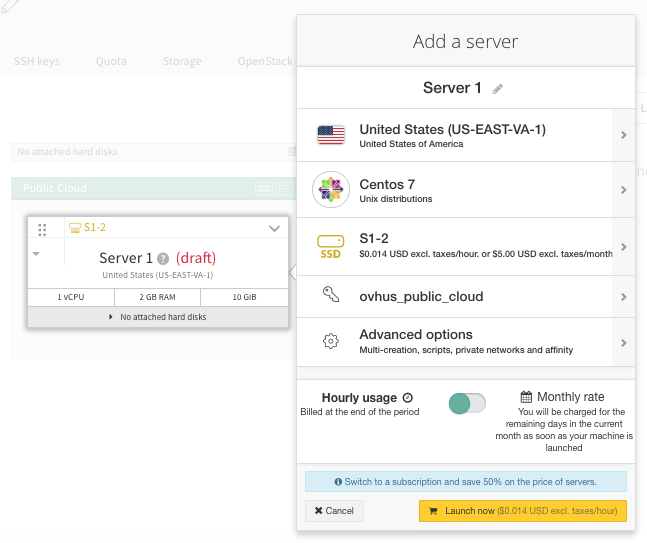 SSH keys
Quota
Storage
OpenStack
No attached hard disks
Public Cloud
S1-2
Server 1 ? (draft)
United States (US-EAST-VA-1)
1 vCPU
2 GB RAM
10 GiB
No attached hard disks
Add a server
Server 1
United States (US-EAST-VA-1)
United States of America
Centos 7
Unix distributions
SSD
S1-2
$0.014 USD excl. taxes/hour. or $5.00 USD excl. taxes/month
ovhus_public_cloud
Advanced options
Multi-creation, scripts, private networks and affinity
Hourly usage
Billed at the end of the period
Monthly rate
You will be charged for the
remaining days in the current
month as soon as your machine is
launched
Switch to a subscription and save 50% on the price of servers.
Cancel
Launch now ($0.014 USD excl. taxes/hour)